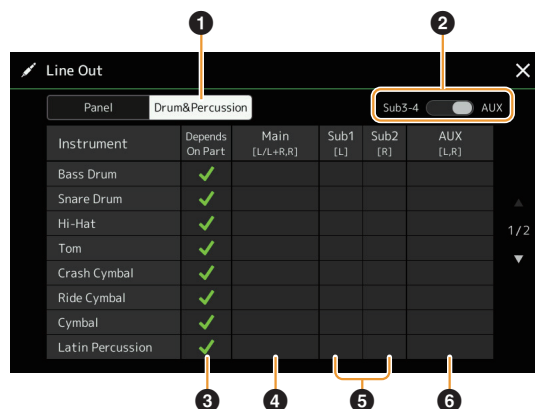 1 2
Line Out ×
Panel Drum&Percussion Sub3-4 AUX
Instrument Depends On Part Main [L/L+R,R] Sub1 [L] Sub2 [R] AUX [L,R]
Bass Drum ✓
Snare Drum ✓
Hi-Hat ✓
1/2
Tom ✓
Crash Cymbal ✓
Ride Cymbal ✓
Cymbal ✓
Latin Percussion ✓
3 4 5 6